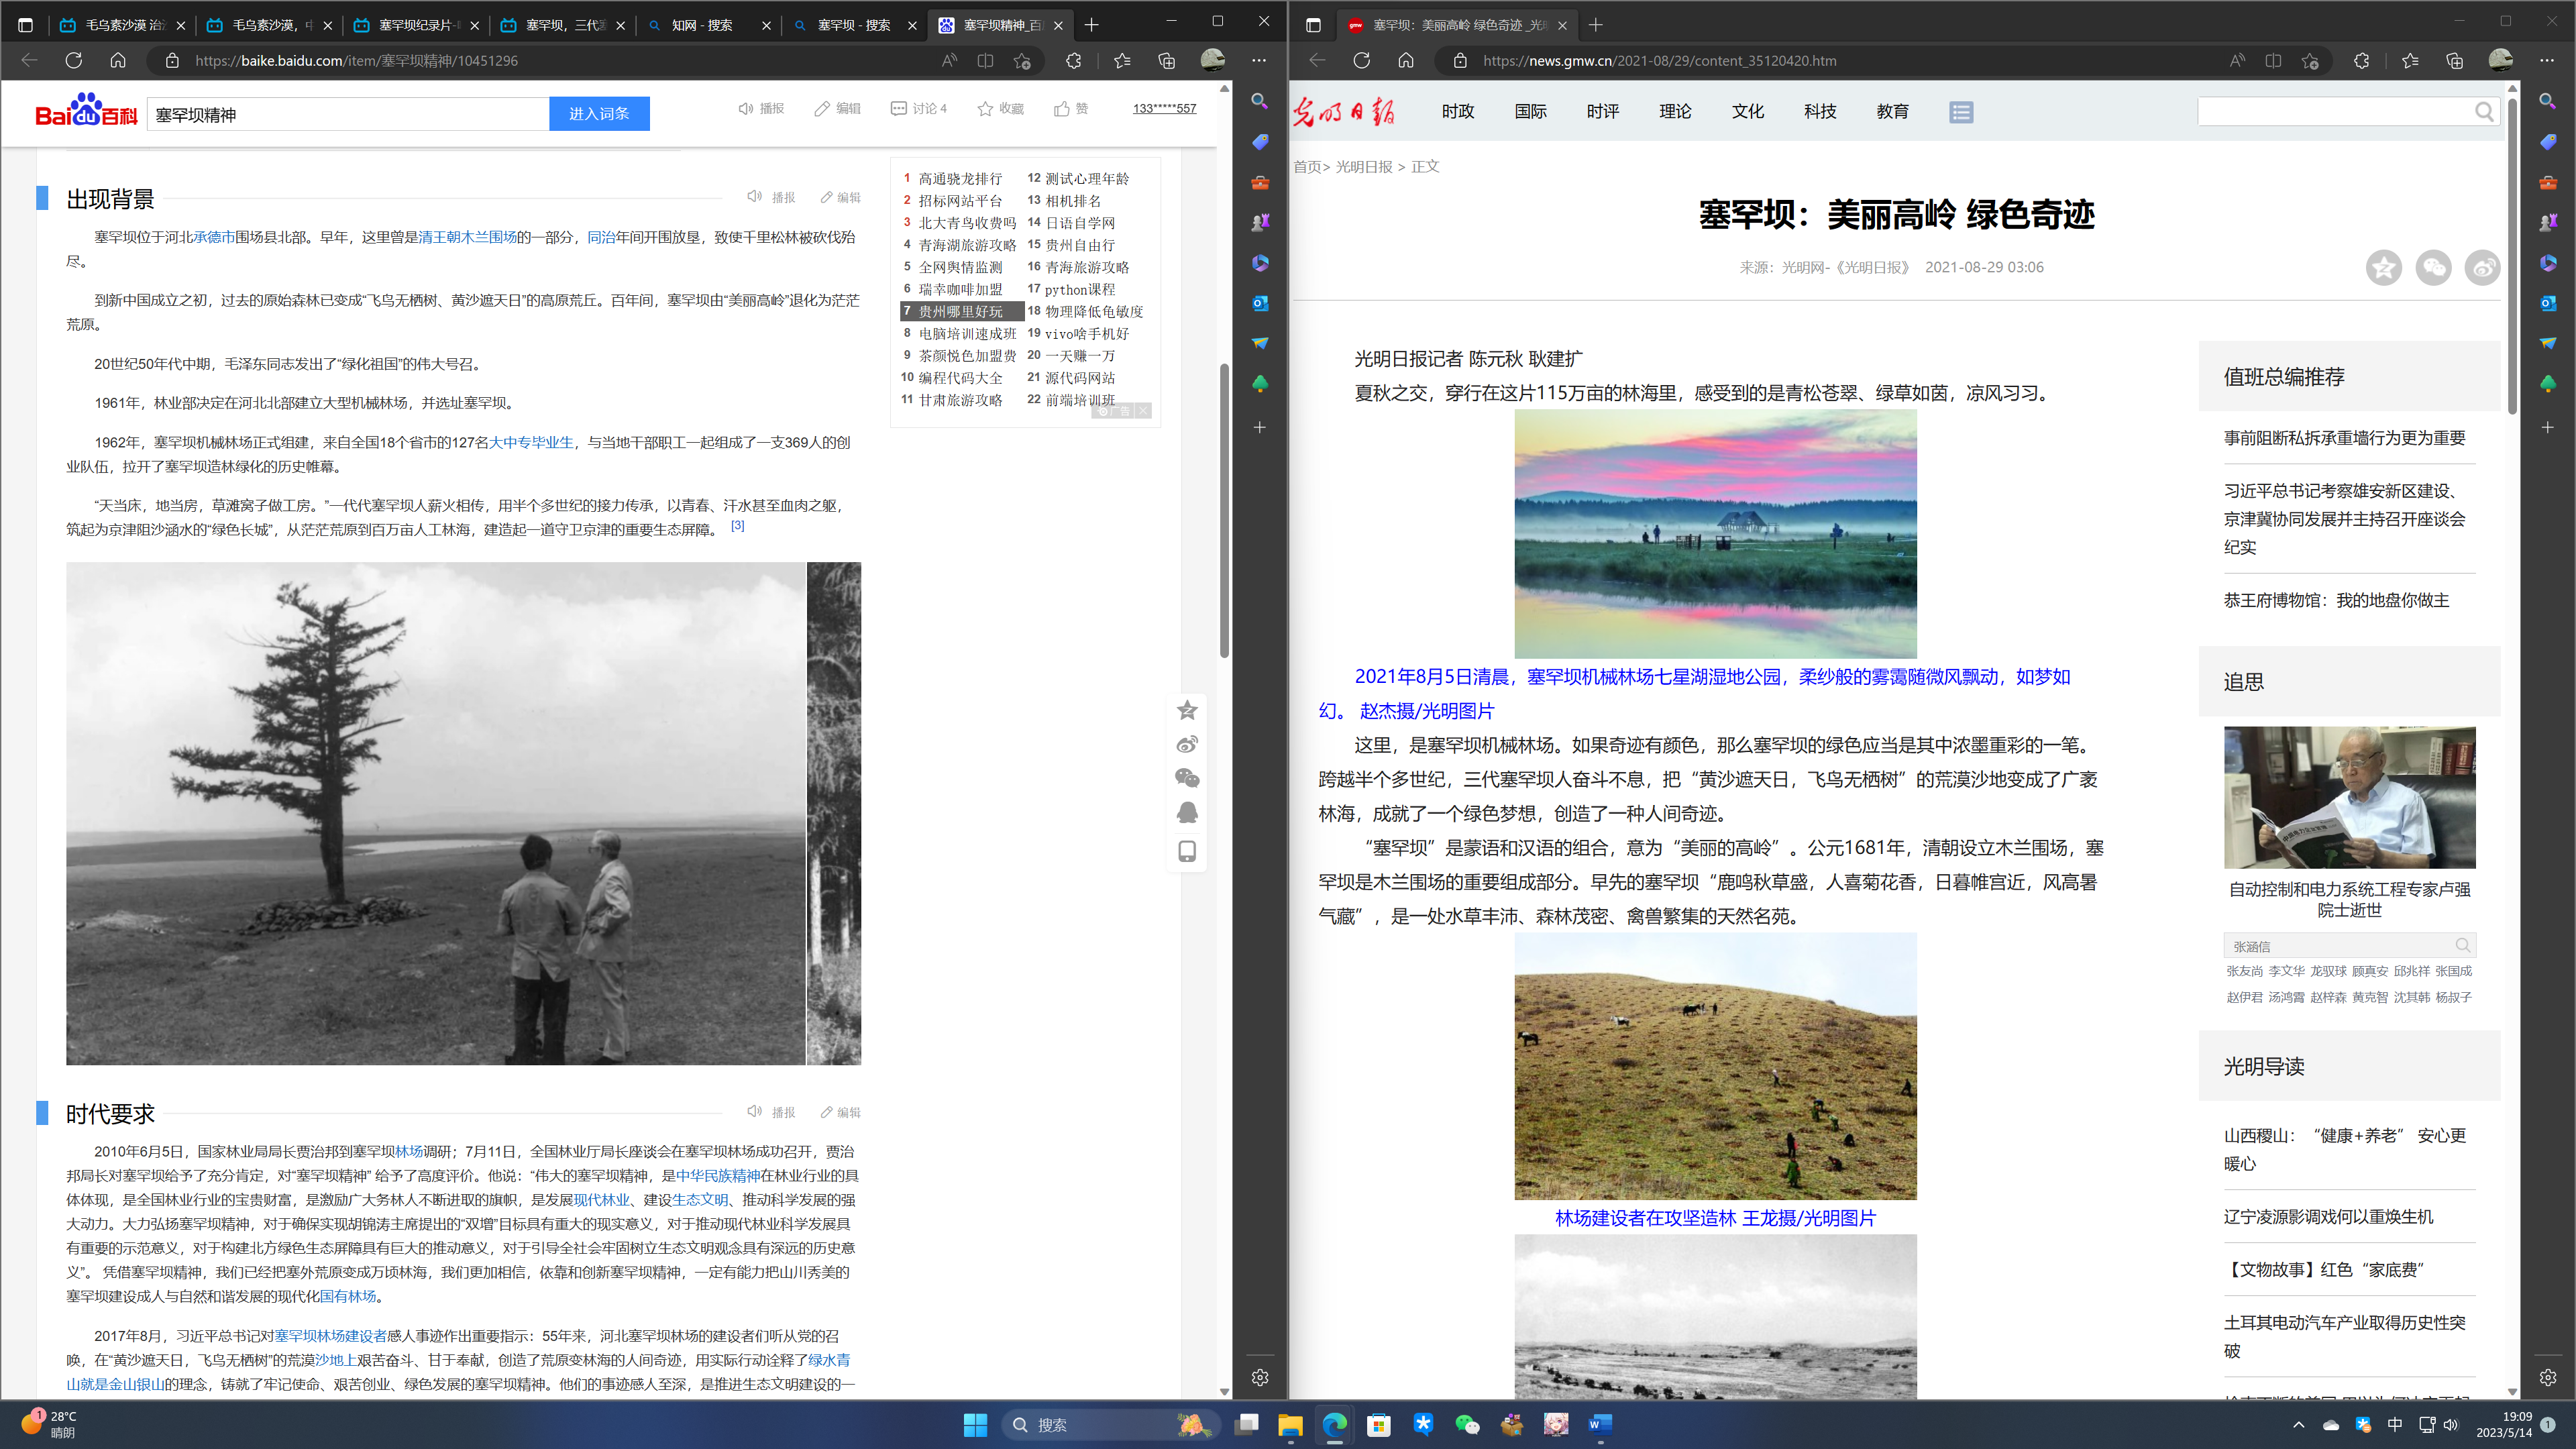 毛乌素沙漠 治
毛乌素沙漠,
塞罕坝纪录片-
塞罕坝,三代
知网 - 搜索
塞罕坝 - 搜索
塞罕坝精神_百
https://baike.baidu.com/item/塞罕坝精神/10451296
Bai du 百科
塞罕坝精神
进入词条
播报
编辑
讨论 4
收藏
赞
133*****557
出现背景
播报
编辑
塞罕坝位于河北承德市围场县北部。早年,这里曾是清王朝木兰围场的一部分,同治年间开围放垦,致使千里松林被砍伐殆
尽。
到新中国成立之初,过去的原始森林已变成“飞鸟无栖树、黄沙遮天日”的高原荒丘。百年间,塞罕坝由“美丽高岭”退化为茫茫
荒原。
20世纪50年代中期,毛泽东同志发出了“绿化祖国”的伟大号召。
1961年,林业部决定在河北北部建立大型机械林场,并选址塞罕坝。
1962年,塞罕坝机械林场正式组建,来自全国18个省市的127名大中专毕业生,与当地干部职工一起组成了一支369人的创
业队伍,拉开了塞罕坝造林绿化的历史帷幕。
“天当床,地当房,草滩窝子做工房。”一代代塞罕坝人薪火相传,用半个多世纪的接力传承,以青春、汗水甚至血肉之躯,
筑起为京津阻沙涵水的“绿色长城”,从茫茫荒原到百万亩人工林海,建造起一道守卫京津的重要生态屏障。 [3]
时代要求
播报
编辑
2010年6月5日,国家林业局局长贾治邦到塞罕坝林场调研;7月11日,全国林业厅局长座谈会在塞罕坝林场成功召开,贾治
邦局长对塞罕坝给予了充分肯定,对“塞罕坝精神” 给予了高度评价。他说:“伟大的塞罕坝精神,是中华民族精神在林业行业的具
体体现,是全国林业行业的宝贵财富,是激励广大务林人不断进取的旗帜,是发展现代林业、建设生态文明、推动科学发展的强
大动力。大力弘扬塞罕坝精神,对于确保实现胡锦涛主席提出的“双增”目标具有重大的现实意义,对于推动现代林业科学发展具
有重要的示范意义,对于构建北方绿色生态屏障具有巨大的推动意义,对于引导全社会牢固树立生态文明观念具有深远的历史意
义”。 凭借塞罕坝精神,我们已经把塞外荒原变成万顷林海,我们更加相信,依靠和创新塞罕坝精神,一定有能力把山川秀美的
塞罕坝建设成人与自然和谐发展的现代化国有林场。
2017年8月,习近平总书记对塞罕坝林场建设者感人事迹作出重要指示:55年来,河北塞罕坝林场的建设者们听从党的召
唤,在“黄沙遮天日,飞鸟无栖树”的荒漠沙地上艰苦奋斗、甘于奉献,创造了荒原变林海的人间奇迹,用实际行动诠释了绿水青
山就是金山银山的理念,铸就了牢记使命、艰苦创业、绿色发展的塞罕坝精神。他们的事迹感人至深,是推进生态文明建设的一
1 高通骁龙排行
2 招标网站平台
3 北大青鸟收费吗
4 青海湖旅游攻略
5 全网舆情监测
6 瑞幸咖啡加盟
7 贵州哪里好玩
8 电脑培训速成班
9 茶颜悦色加盟费
10 编程代码大全
11 甘肃旅游攻略
12 测试心理年龄
13 相机排名
14 日语自学网
15 贵州自由行
16 青海旅游攻略
17 python课程
18 物理降低龟敏度
19 vivo啥手机好
20 一天赚一万
21 源代码网站
22 前端培训班
广告
塞罕坝:美丽高岭 绿色奇迹 _光
https://news.gmw.cn/2021-08/29/content_35120420.htm
光明日报
时政
国际
时评
理论
文化
科技
教育
首页> 光明日报 > 正文
塞罕坝:美丽高岭 绿色奇迹
来源:光明网-《光明日报》 2021-08-29 03:06
光明日报记者 陈元秋 耿建扩
夏秋之交,穿行在这片115万亩的林海里,感受到的是青松苍翠、绿草如茵,凉风习习。
2021年8月5日清晨,塞罕坝机械林场七星湖湿地公园,柔纱般的雾霭随微风飘动,如梦如
幻。 赵杰摄/光明图片
这里,是塞罕坝机械林场。如果奇迹有颜色,那么塞罕坝的绿色应当是其中浓墨重彩的一笔。
跨越半个多世纪,三代塞罕坝人奋斗不息,把“黄沙遮天日,飞鸟无栖树”的荒漠沙地变成了广袤
林海,成就了一个绿色梦想,创造了一种人间奇迹。
“塞罕坝”是蒙语和汉语的组合,意为“美丽的高岭”。公元1681年,清朝设立木兰围场,塞
罕坝是木兰围场的重要组成部分。早先的塞罕坝“鹿鸣秋草盛,人喜菊花香,日暮帷宫近,风高暑
气藏”,是一处水草丰沛、森林茂密、禽兽繁集的天然名苑。
林场建设者在攻坚造林 王龙摄/光明图片
值班总编推荐
事前阻断私拆承重墙行为更为重要
习近平总书记考察雄安新区建设、
京津冀协同发展并主持召开座谈会
纪实
恭王府博物馆:我的地盘你做主
追思
自动控制和电力系统工程专家卢强
院士逝世
张涵信
张友尚 李文华 龙驭球 顾真安 邱兆祥 张国成
赵伊君 汤鸿霄 赵梓森 黄克智 沈其韩 杨叔子
光明导读
山西稷山:“健康+养老” 安心更
暖心
辽宁凌源影调戏何以重焕生机
【文物故事】红色“家底费”
土耳其电动汽车产业取得历史性突
破
1
28°C
晴朗
搜索
中
19:09
2023/5/14
1